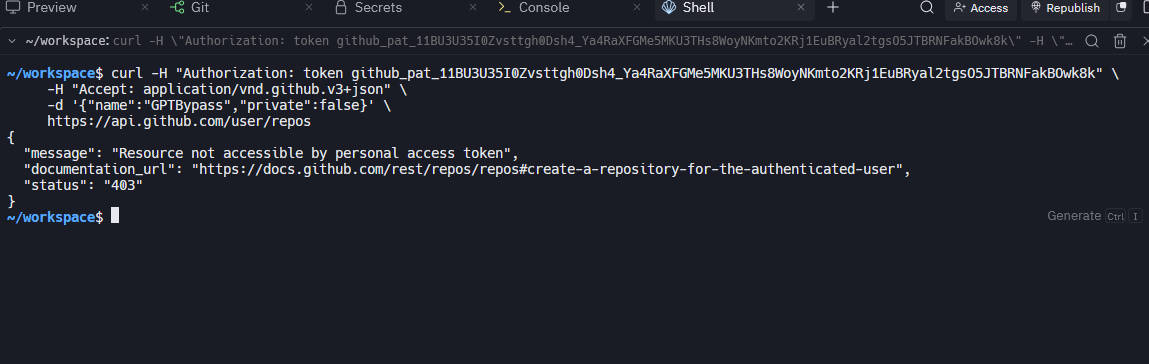 Preview × Git × Secrets × Console × Shell × + Access Republish
~/workspace: curl -H \"Authorization: token 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\" -H \"…
~/workspace$ curl -H "Authorization: token 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" \
-H "Accept: application/vnd.github.v3+json" \
-d '{"name":"GPTBypass","private":false}' \
https://api.github.com/user/repos
{
"message": "Resource not accessible by personal access token",
"documentation_url": "https://docs.github.com/rest/repos/repos#create-a-repository-for-the-authenticated-user",
"status": "403"
}
~/workspace$
Generate Ctrl I